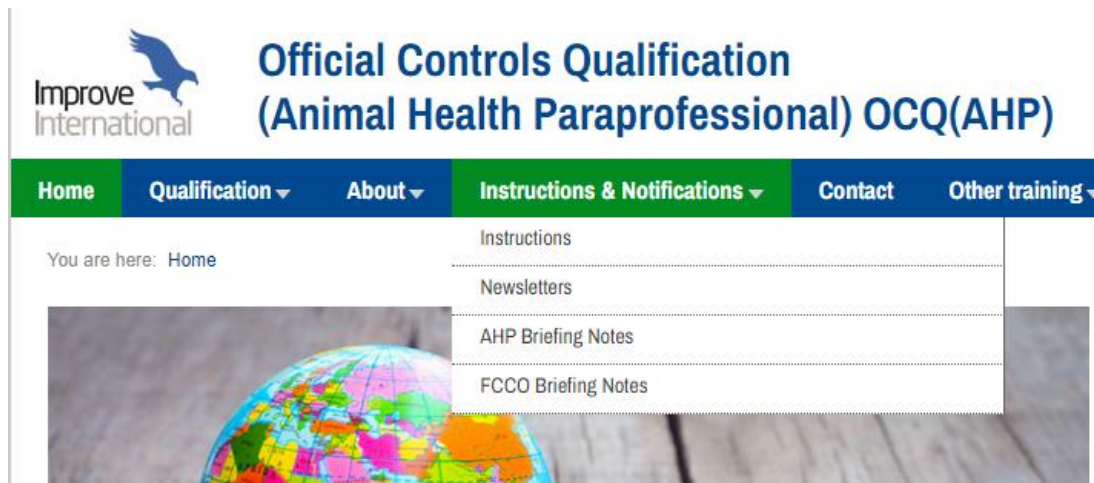 Improve
International
Official Controls Qualification
(Animal Health Paraprofessional) OCQ(AHP)
Home Qualification About Instructions & Notifications Contact Other training
You are here: Home
Instructions
Newsletters
AHP Briefing Notes
FCCO Briefing Notes